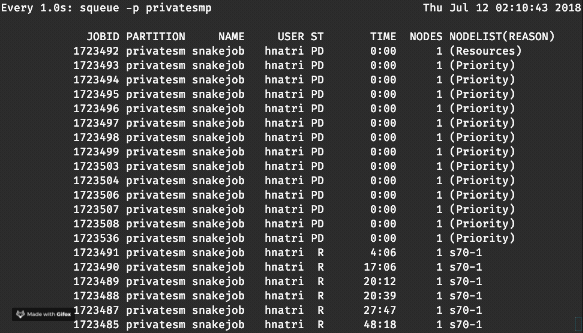 Every 1.0s: squeue -p privatesmp Thu Jul 12 02:10:43 2018
JOBID PARTITION NAME USER ST TIME NODES NODELIST(REASON)
1723492 privatesm snakejob hnatri PD 0:00 1 (Resources)
1723493 privatesm snakejob hnatri PD 0:00 1 (Priority)
1723494 privatesm snakejob hnatri PD 0:00 1 (Priority)
1723495 privatesm snakejob hnatri PD 0:00 1 (Priority)
1723496 privatesm snakejob hnatri PD 0:00 1 (Priority)
1723497 privatesm snakejob hnatri PD 0:00 1 (Priority)
1723498 privatesm snakejob hnatri PD 0:00 1 (Priority)
1723499 privatesm snakejob hnatri PD 0:00 1 (Priority)
1723503 privatesm snakejob hnatri PD 0:00 1 (Priority)
1723504 privatesm snakejob hnatri PD 0:00 1 (Priority)
1723506 privatesm snakejob hnatri PD 0:00 1 (Priority)
1723507 privatesm snakejob hnatri PD 0:00 1 (Priority)
1723508 privatesm snakejob hnatri PD 0:00 1 (Priority)
1723536 privatesm snakejob hnatri PD 0:00 1 (Priority)
1723491 privatesm snakejob hnatri R 4:06 1 s70-1
1723490 privatesm snakejob hnatri R 17:06 1 s70-1
1723489 privatesm snakejob hnatri R 20:12 1 s70-1
1723488 privatesm snakejob hnatri R 20:39 1 s70-1
1723487 privatesm snakejob hnatri R 27:47 1 s70-1
1723485 privatesm snakejob hnatri R 48:18 1 s70-1
Made with Gifox